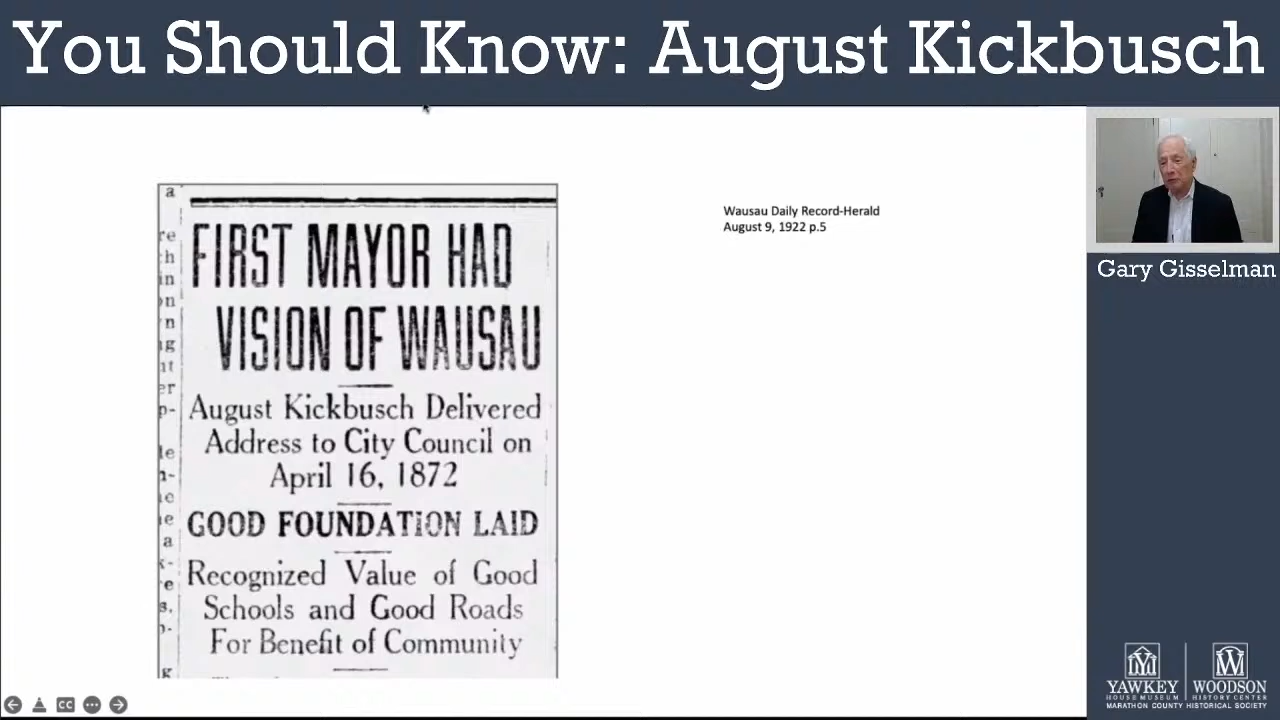 You Should Know: August Kickbusch
FIRST MAYOR HAD
VISION OF WAUSAU
August Kickbusch Delivered
Address to City Council on
April 16, 1872
GOOD FOUNDATION LAID
Recognized Value of Good
Schools and Good Roads
For Benefit of Community
Wausau Daily Record-Herald
August 9, 1922 p.5
Gary Gisselman
YAWKEY
HOUSE MUSEUM
WOODSON
HISTORY CENTER
MARATHON COUNTY HISTORICAL SOCIETY
CC